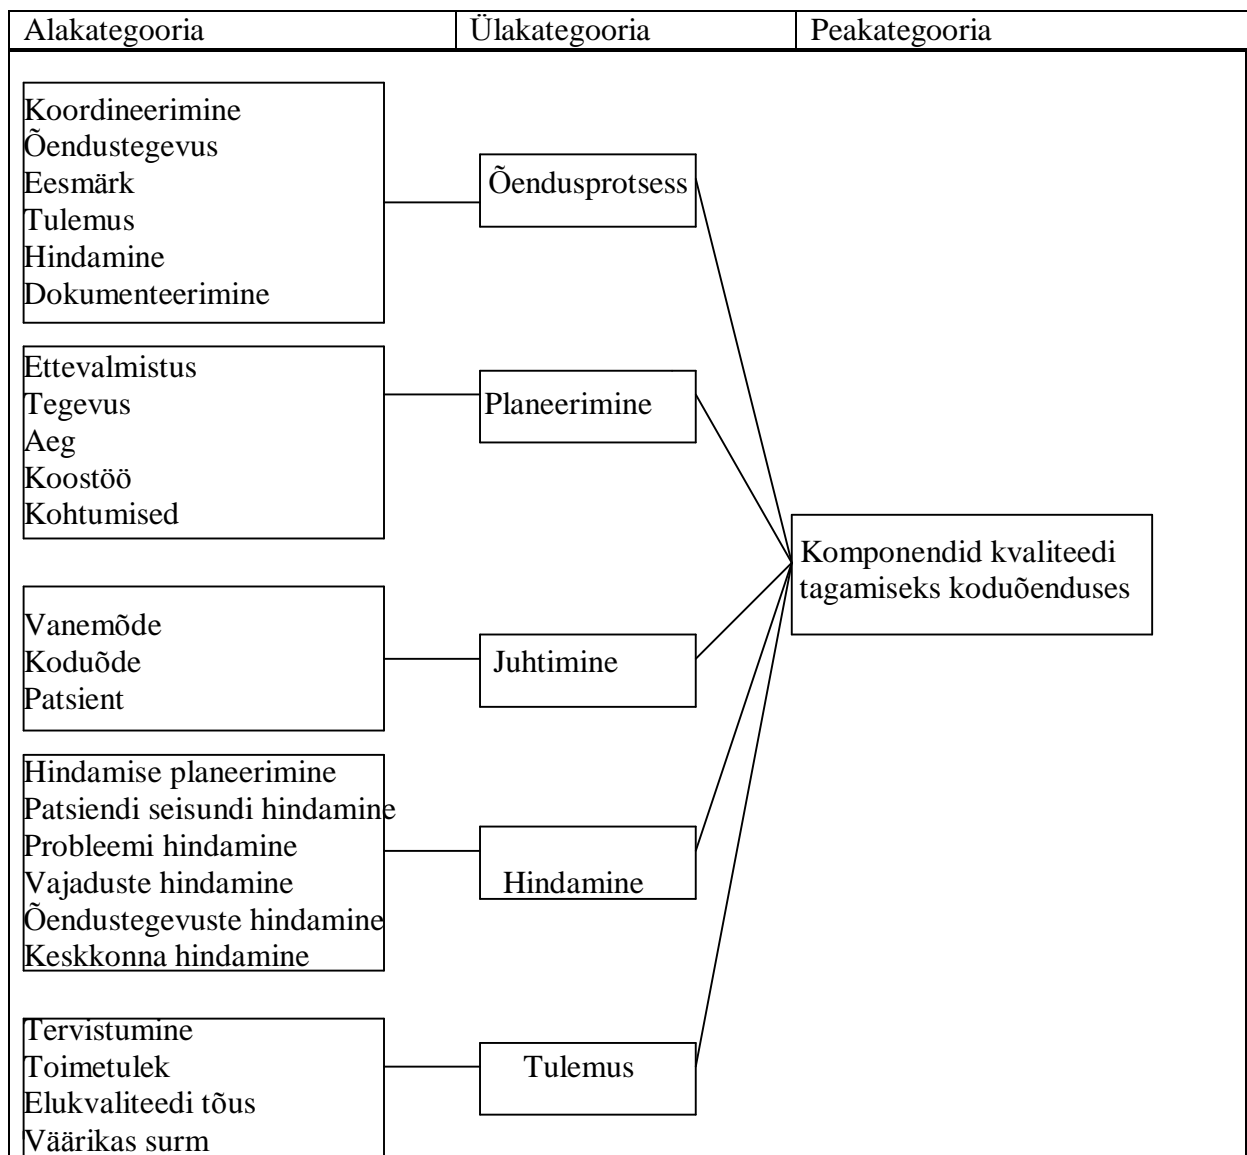 Alakategooria
Ülakategooria
Peakategooria
Koordineerimine
Õendustegevus
Eesmärk
Tulemus
Hindamine
Dokumenteerimine
Õendusprotsess
Ettevalmistus
Tegevus
Aeg
Koostöö
Kohtumised
Planeerimine
Komponendid kvaliteedi
tagamiseks koduõenduses
Vanemõde
Koduõde
Patsient
Juhtimine
Hindamise planeerimine
Patsiendi seisundi hindamine
Probleemi hindamine
Vajaduste hindamine
Õendustegevuste hindamine
Keskkonna hindamine
Hindamine
Tervistumine
Toimetulek
Elukvaliteedi tõus
Väärikas surm
Tulemus